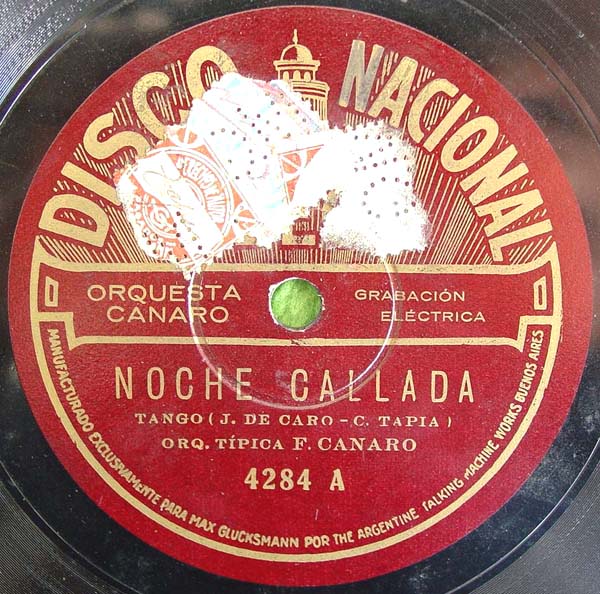 DISCO NACIONAL
ORQUESTA CANARO
GRABACIÓN ELÉCTRICA
NOCHE CALLADA
TANGO (J. DE CARO - C. TAPIA)
ORQ. TÍPICA F. CANARO
4284 A
MANUFACTURADO EXCLUSIVAMENTE PARA MAX GLUCKSMANN POR THE ARGENTINE TALKING MACHINE WORKS BUENOS AIRES